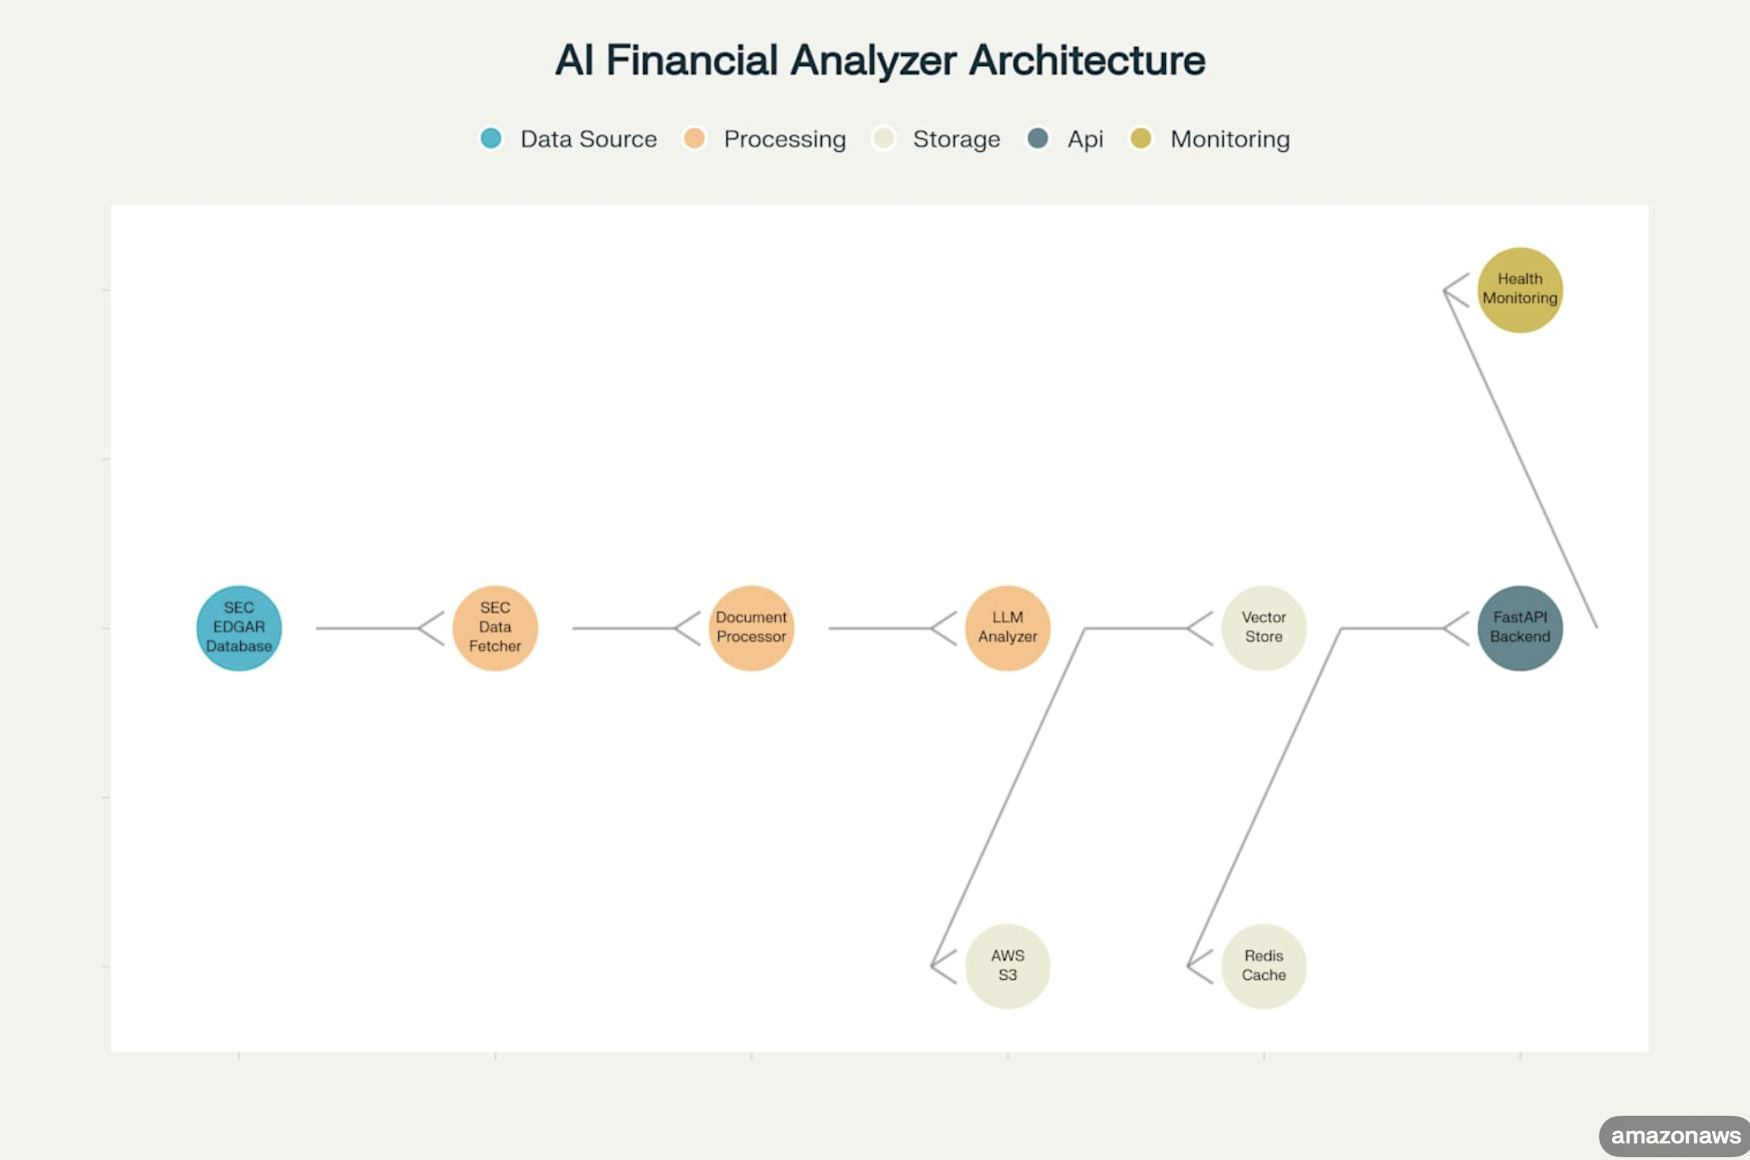 AI Financial Analyzer Architecture
Data Source Processing Storage Api Monitoring
Health
Monitoring
SEC
EDGAR
Database
SEC
Data
Fetcher
Document
Processor
LLM
Analyzer
Vector
Store
FastAPI
Backend
AWS
S3
Redis
Cache
amazonaws